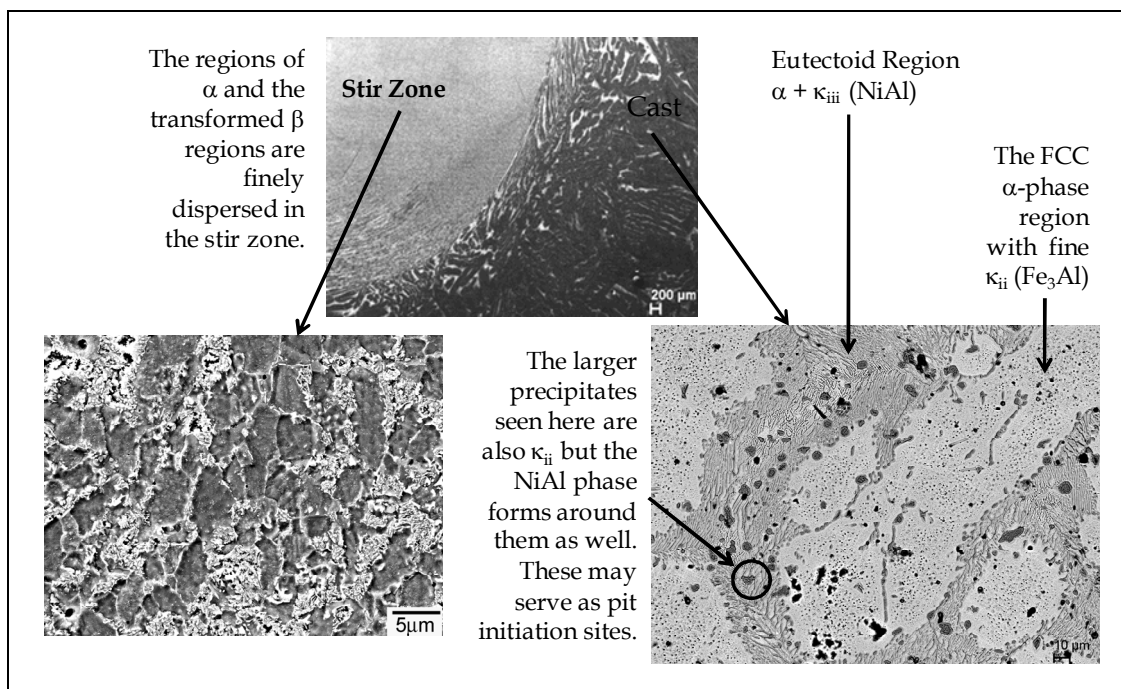 The regions of
α and the
transformed β
regions are
finely
dispersed in
the stir zone.
Stir Zone
Cast
200 µm
Eutectoid Region
α + κiii (NiAl)
The FCC
α-phase
region
with fine
κii (Fe3Al)
5µm
The larger
precipitates
seen here are
also κii but the
NiAl phase
forms around
them as well.
These may
serve as pit
initiation sites.
10 µm